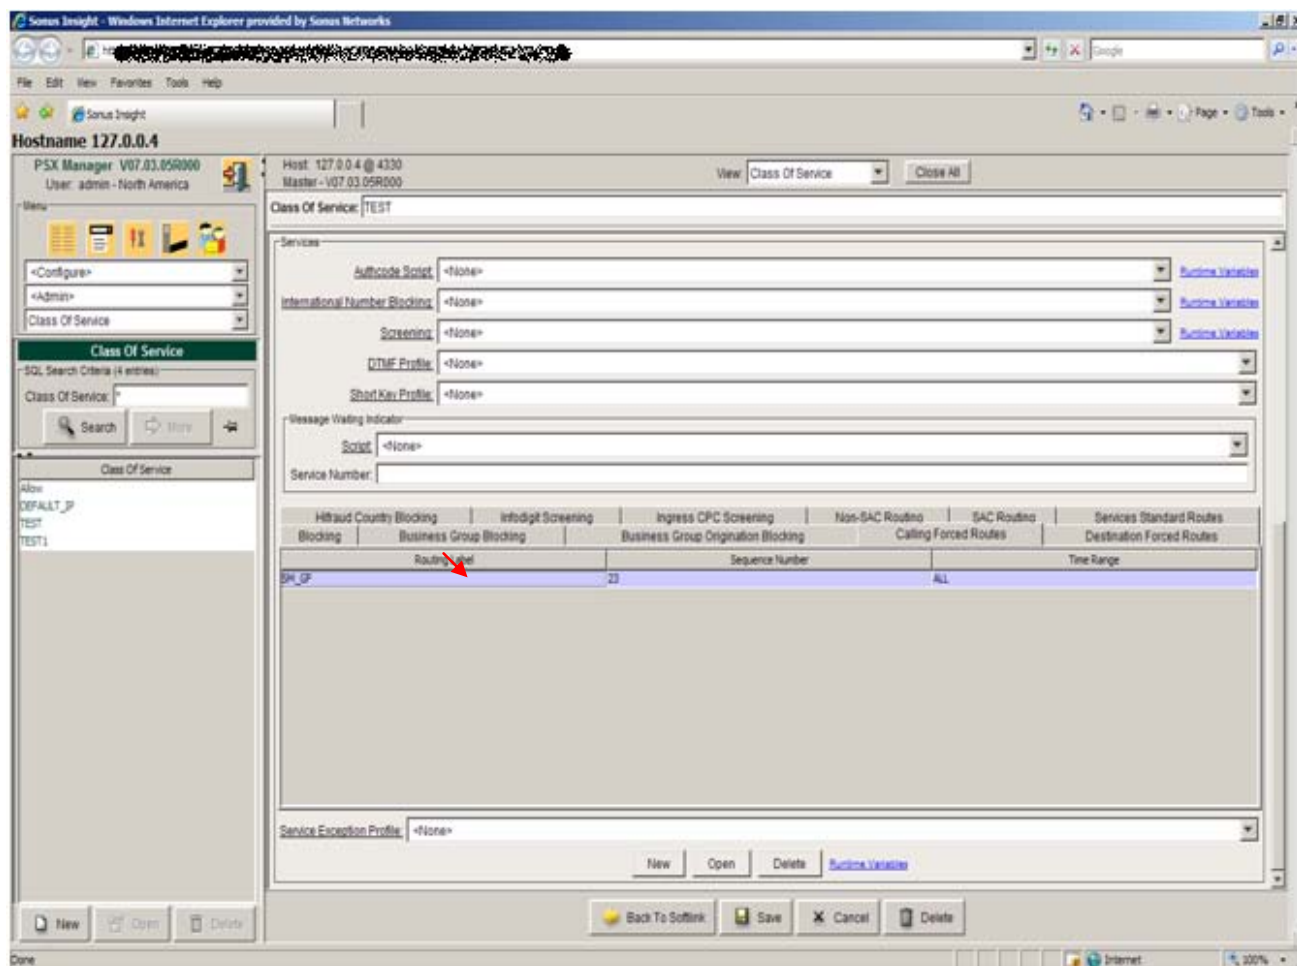 Sonus Insight - Windows Internet Explorer provided by Sonus Networks
Google
File Edit View Favorites Tools Help
Sonus Insight
Page Tools
Hostname 127.0.0.4
PSX Manager V07.03.05R000
User: admin - North America
Host: 127.0.0.4 @ 4330
Master - V07.03.05R000
View: Class Of Service
Close All
Menu
Class Of Service: TEST
<Configure>
<Admin>
Class Of Service
Class Of Service
SQL Search Criteria (4 entries)
Class Of Service: *
Search More
Class Of Service
Allow
DEFAULT_IP
TEST
TEST1
New Open Delete
Services
Authcode Script: <None> Runtime Variables
International Number Blocking: <None> Runtime Variables
Screening: <None> Runtime Variables
DTMF Profile: <None>
Short Key Profile: <None>
Message Waiting Indicator
Script: <None>
Service Number:
Hifraud Country Blocking Infodigit Screening Ingress CPC Screening Non-SAC Routing SAC Routing Services Standard Routes
Blocking Business Group Blocking Business Group Origination Blocking Calling Forced Routes Destination Forced Routes
Routing Label Sequence Number Time Range
SM_GP 23 ALL
Service Exception Profile: <None>
New Open Delete Runtime Variables
Back To Softlink Save Cancel Delete
Done Internet 100%